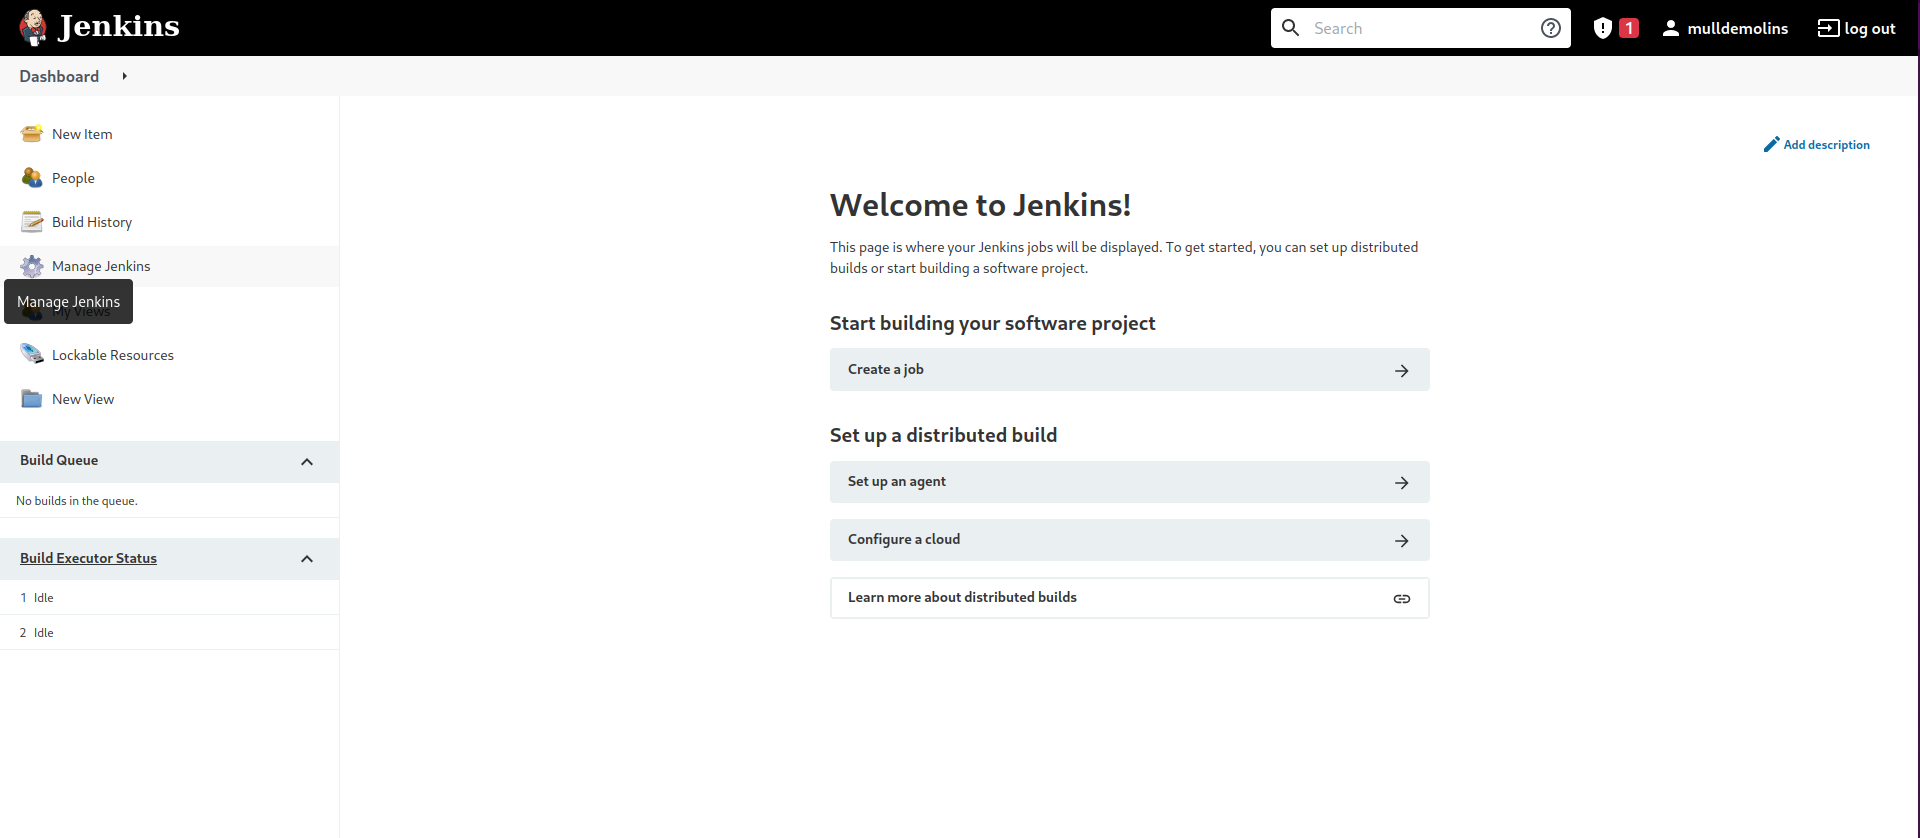 Jenkins
Search
1
mulldemolins
log out
Dashboard
New Item
People
Build History
Manage Jenkins
Manage Jenkins
My Views
Lockable Resources
New View
Build Queue
No builds in the queue.
Build Executor Status
1 Idle
2 Idle
Add description
Welcome to Jenkins!
This page is where your Jenkins jobs will be displayed. To get started, you can set up distributed
builds or start building a software project.
Start building your software project
Create a job
Set up a distributed build
Set up an agent
Configure a cloud
Learn more about distributed builds